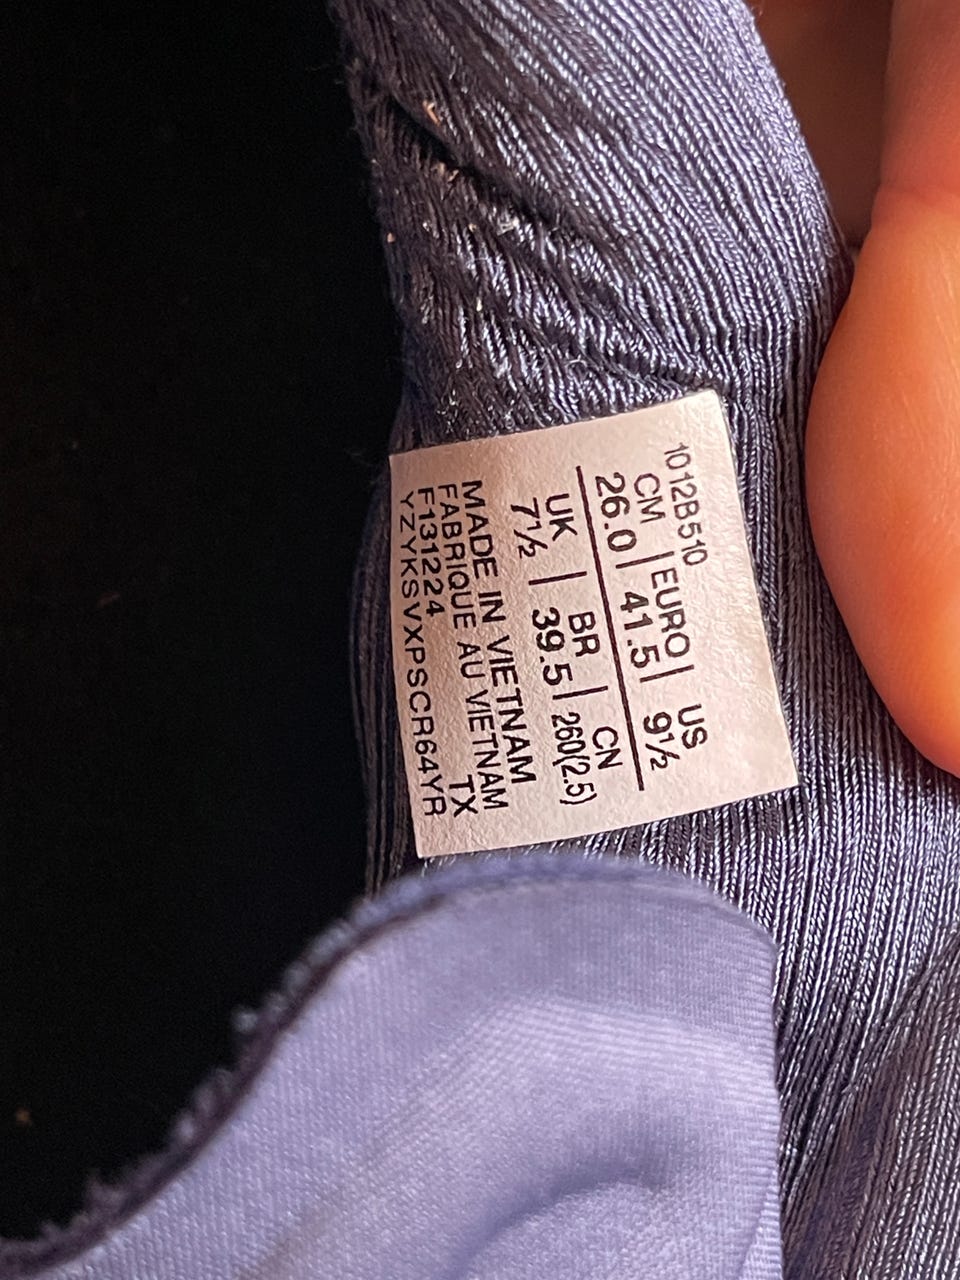 1012B510
CM | EURO | US
26.0 | 41.5 | 9½
UK | BR | CN
7½ | 39.5 | 260(2.5)
MADE IN VIETNAM
FABRIQUE AU VIETNAM
F131224 TX
YZYKSVXPSCR64YR